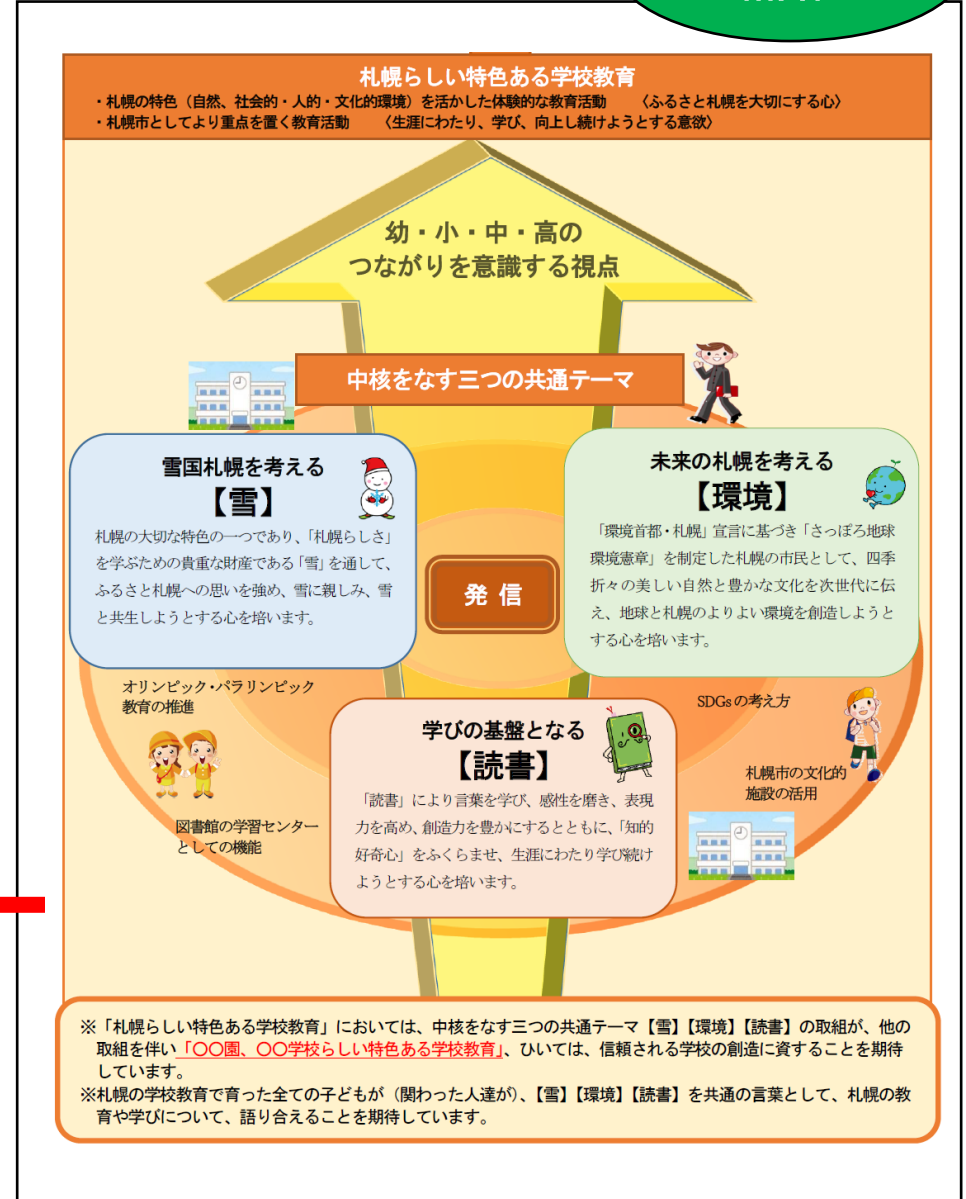 札幌らしい特色ある学校教育
・札幌の特色（自然、社会的・人的・文化的環境）を活かした体験的な教育活動　〈ふるさと札幌を大切にする心〉
・札幌市としてより重点を置く教育活動　〈生涯にわたり、学び、向上し続けようとする意欲〉
幼・小・中・高の
つながりを意識する視点
中核をなす三つの共通テーマ
雪国札幌を考える
【雪】
札幌の大切な特色の一つであり、「札幌らしさ」
を学ぶための貴重な財産である「雪」を通して、
ふるさと札幌への思いを強め、雪に親しみ、雪
と共生しようとする心を培います。
未来の札幌を考える
【環境】
「環境首都・札幌」宣言に基づき「さっぽろ地球
環境憲章」を制定した札幌の市民として、四季
折々の美しい自然と豊かな文化を次世代に伝
え、地球と札幌のよりよい環境を創造しようと
する心を培います。
発信
オリンピック・パラリンピック
教育の推進
図書館の学習センター
としての機能
学びの基盤となる
【読書】
「読書」により言葉を学び、感性を磨き、表現
力を高め、創造力を豊かにするとともに、「知的
好奇心」をふくらませ、生涯にわたり学び続け
ようとする心を培います。
SDGsの考え方
札幌市の文化的
施設の活用
※「札幌らしい特色ある学校教育」においては、中核をなす三つの共通テーマ【雪】【環境】【読書】の取組が、他の
取組を伴い「〇〇園、〇〇学校らしい特色ある学校教育」、ひいては、信頼される学校の創造に資することを期待
しています。
※札幌の学校教育で育った全ての子どもが（関わった人達が）、【雪】【環境】【読書】を共通の言葉として、札幌の教
育や学びについて、語り合えることを期待しています。